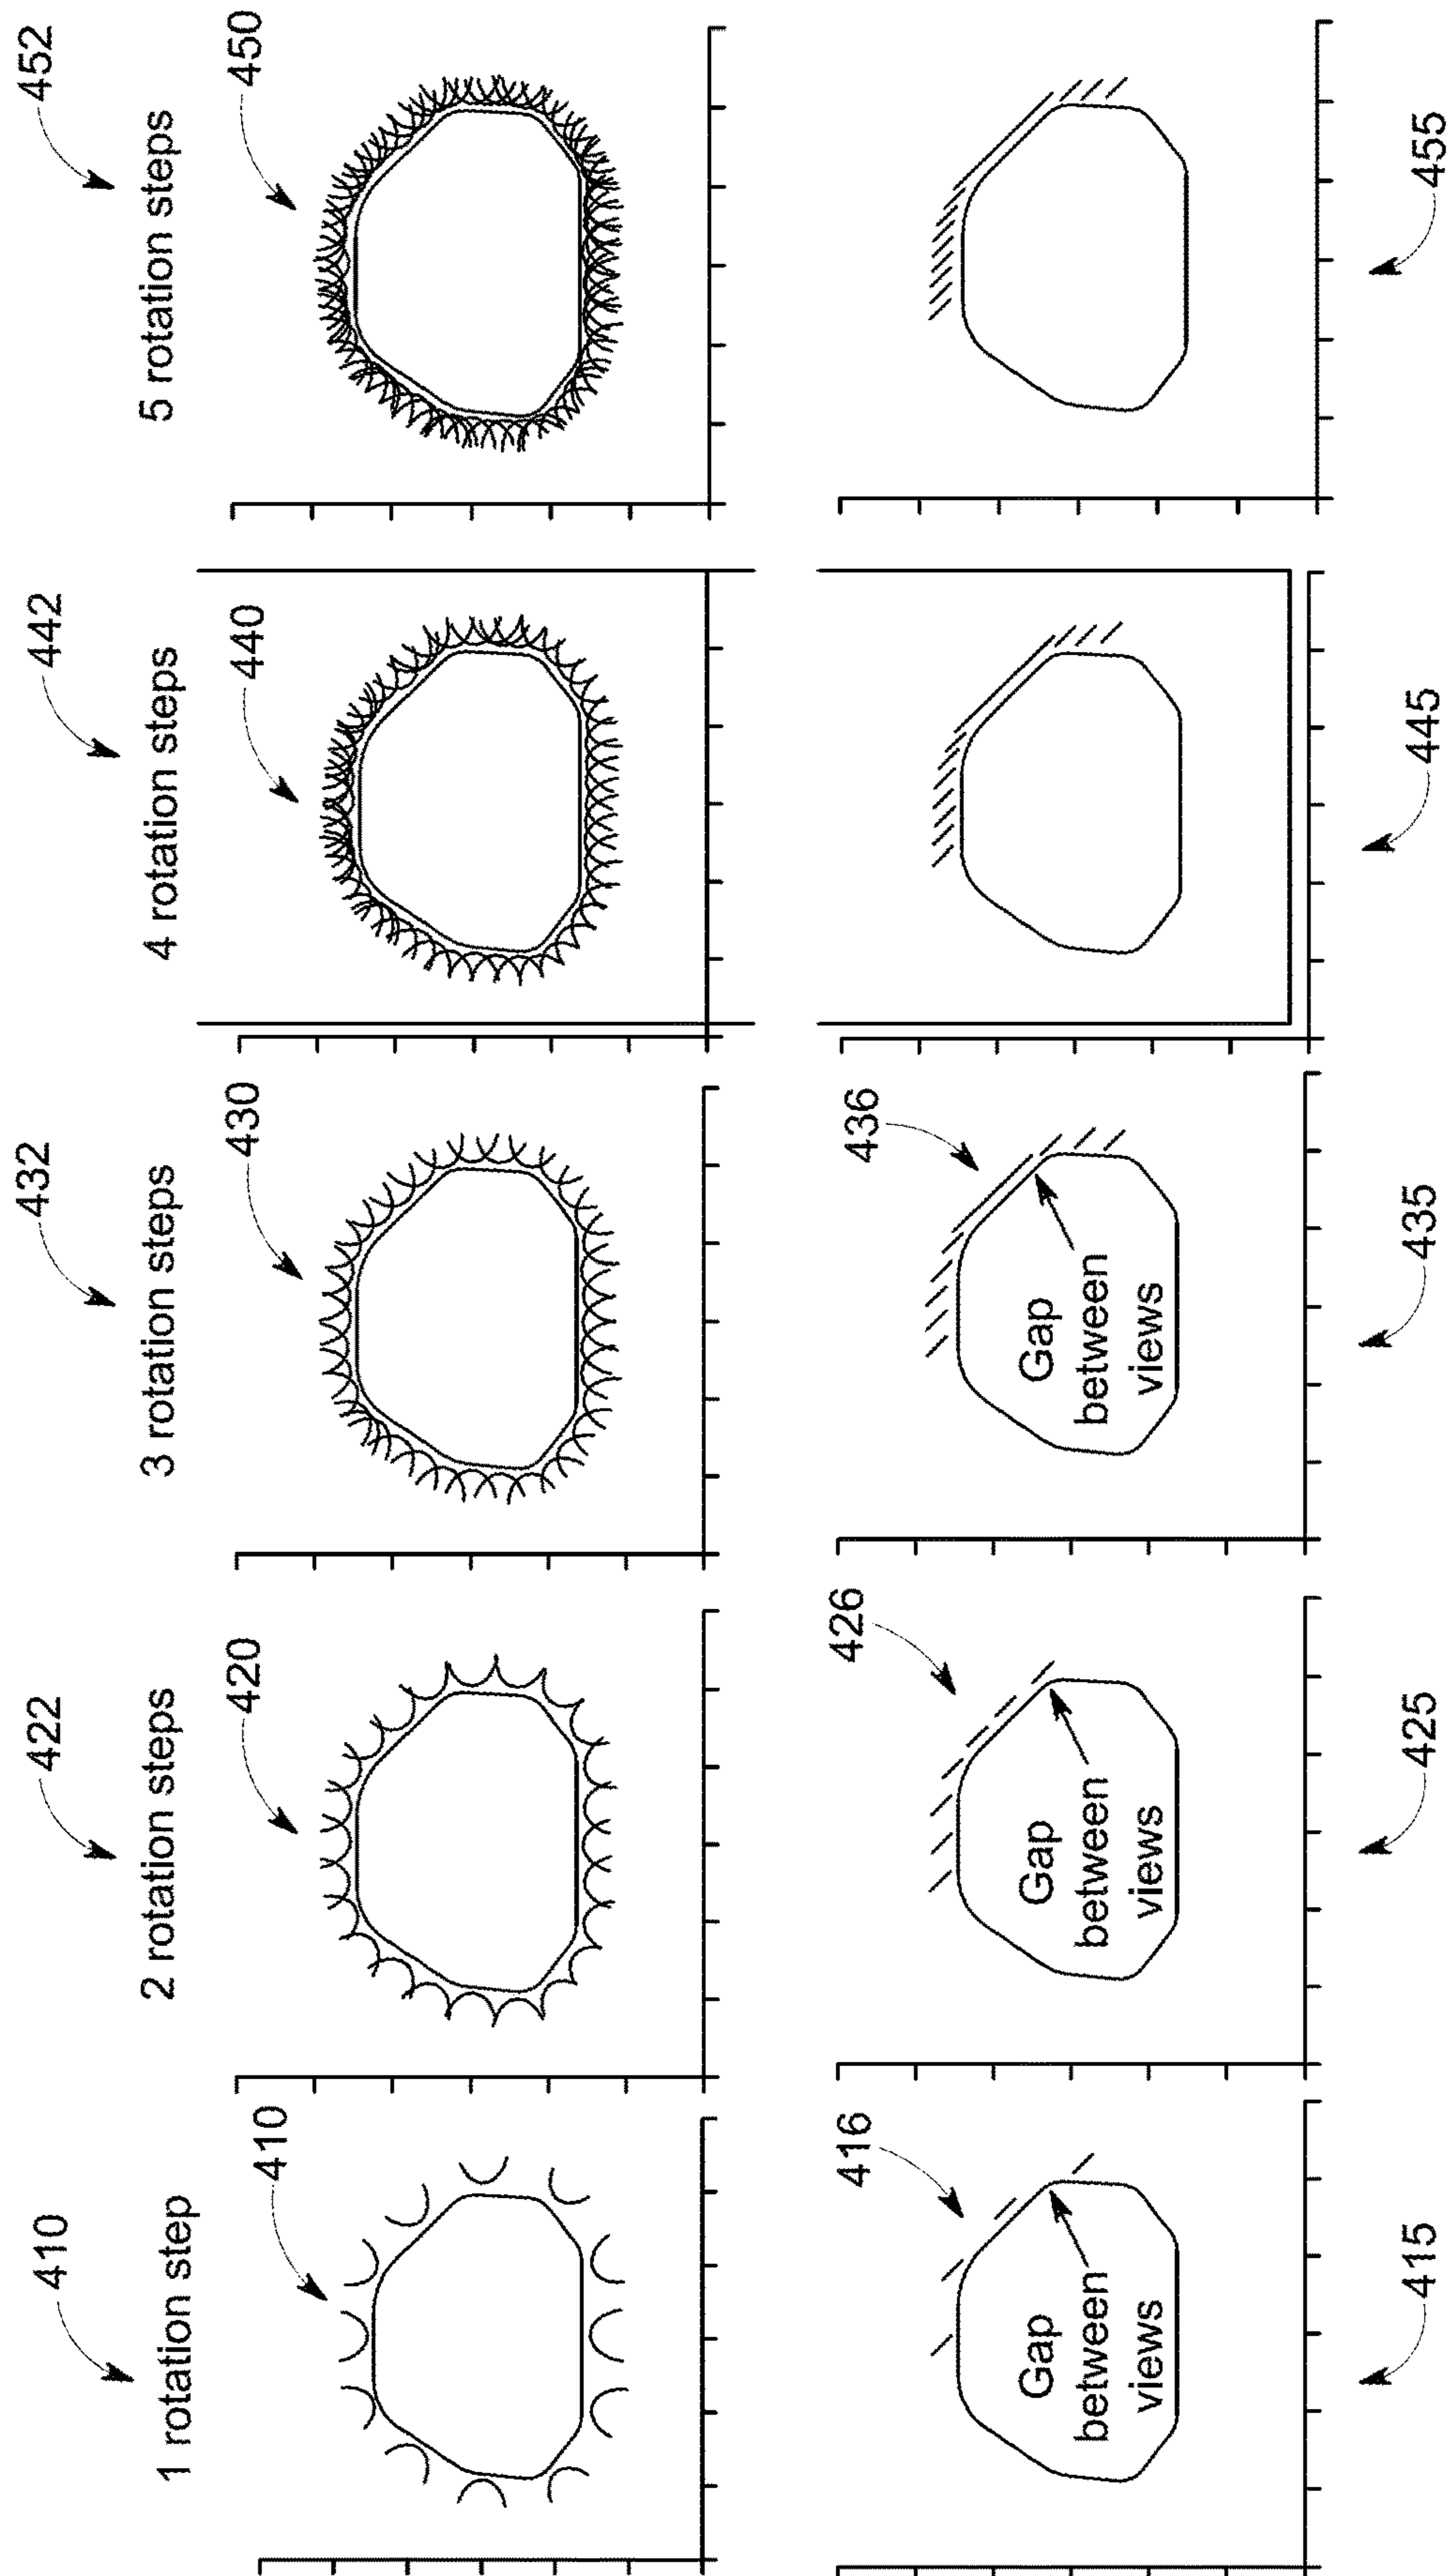 410
422
432
442
452
1 rotation step
2 rotation steps
3 rotation steps
4 rotation steps
5 rotation steps
410
420
430
440
450
416
426
436
Gap
between
views
Gap
between
views
Gap
between
views
415
425
435
445
455